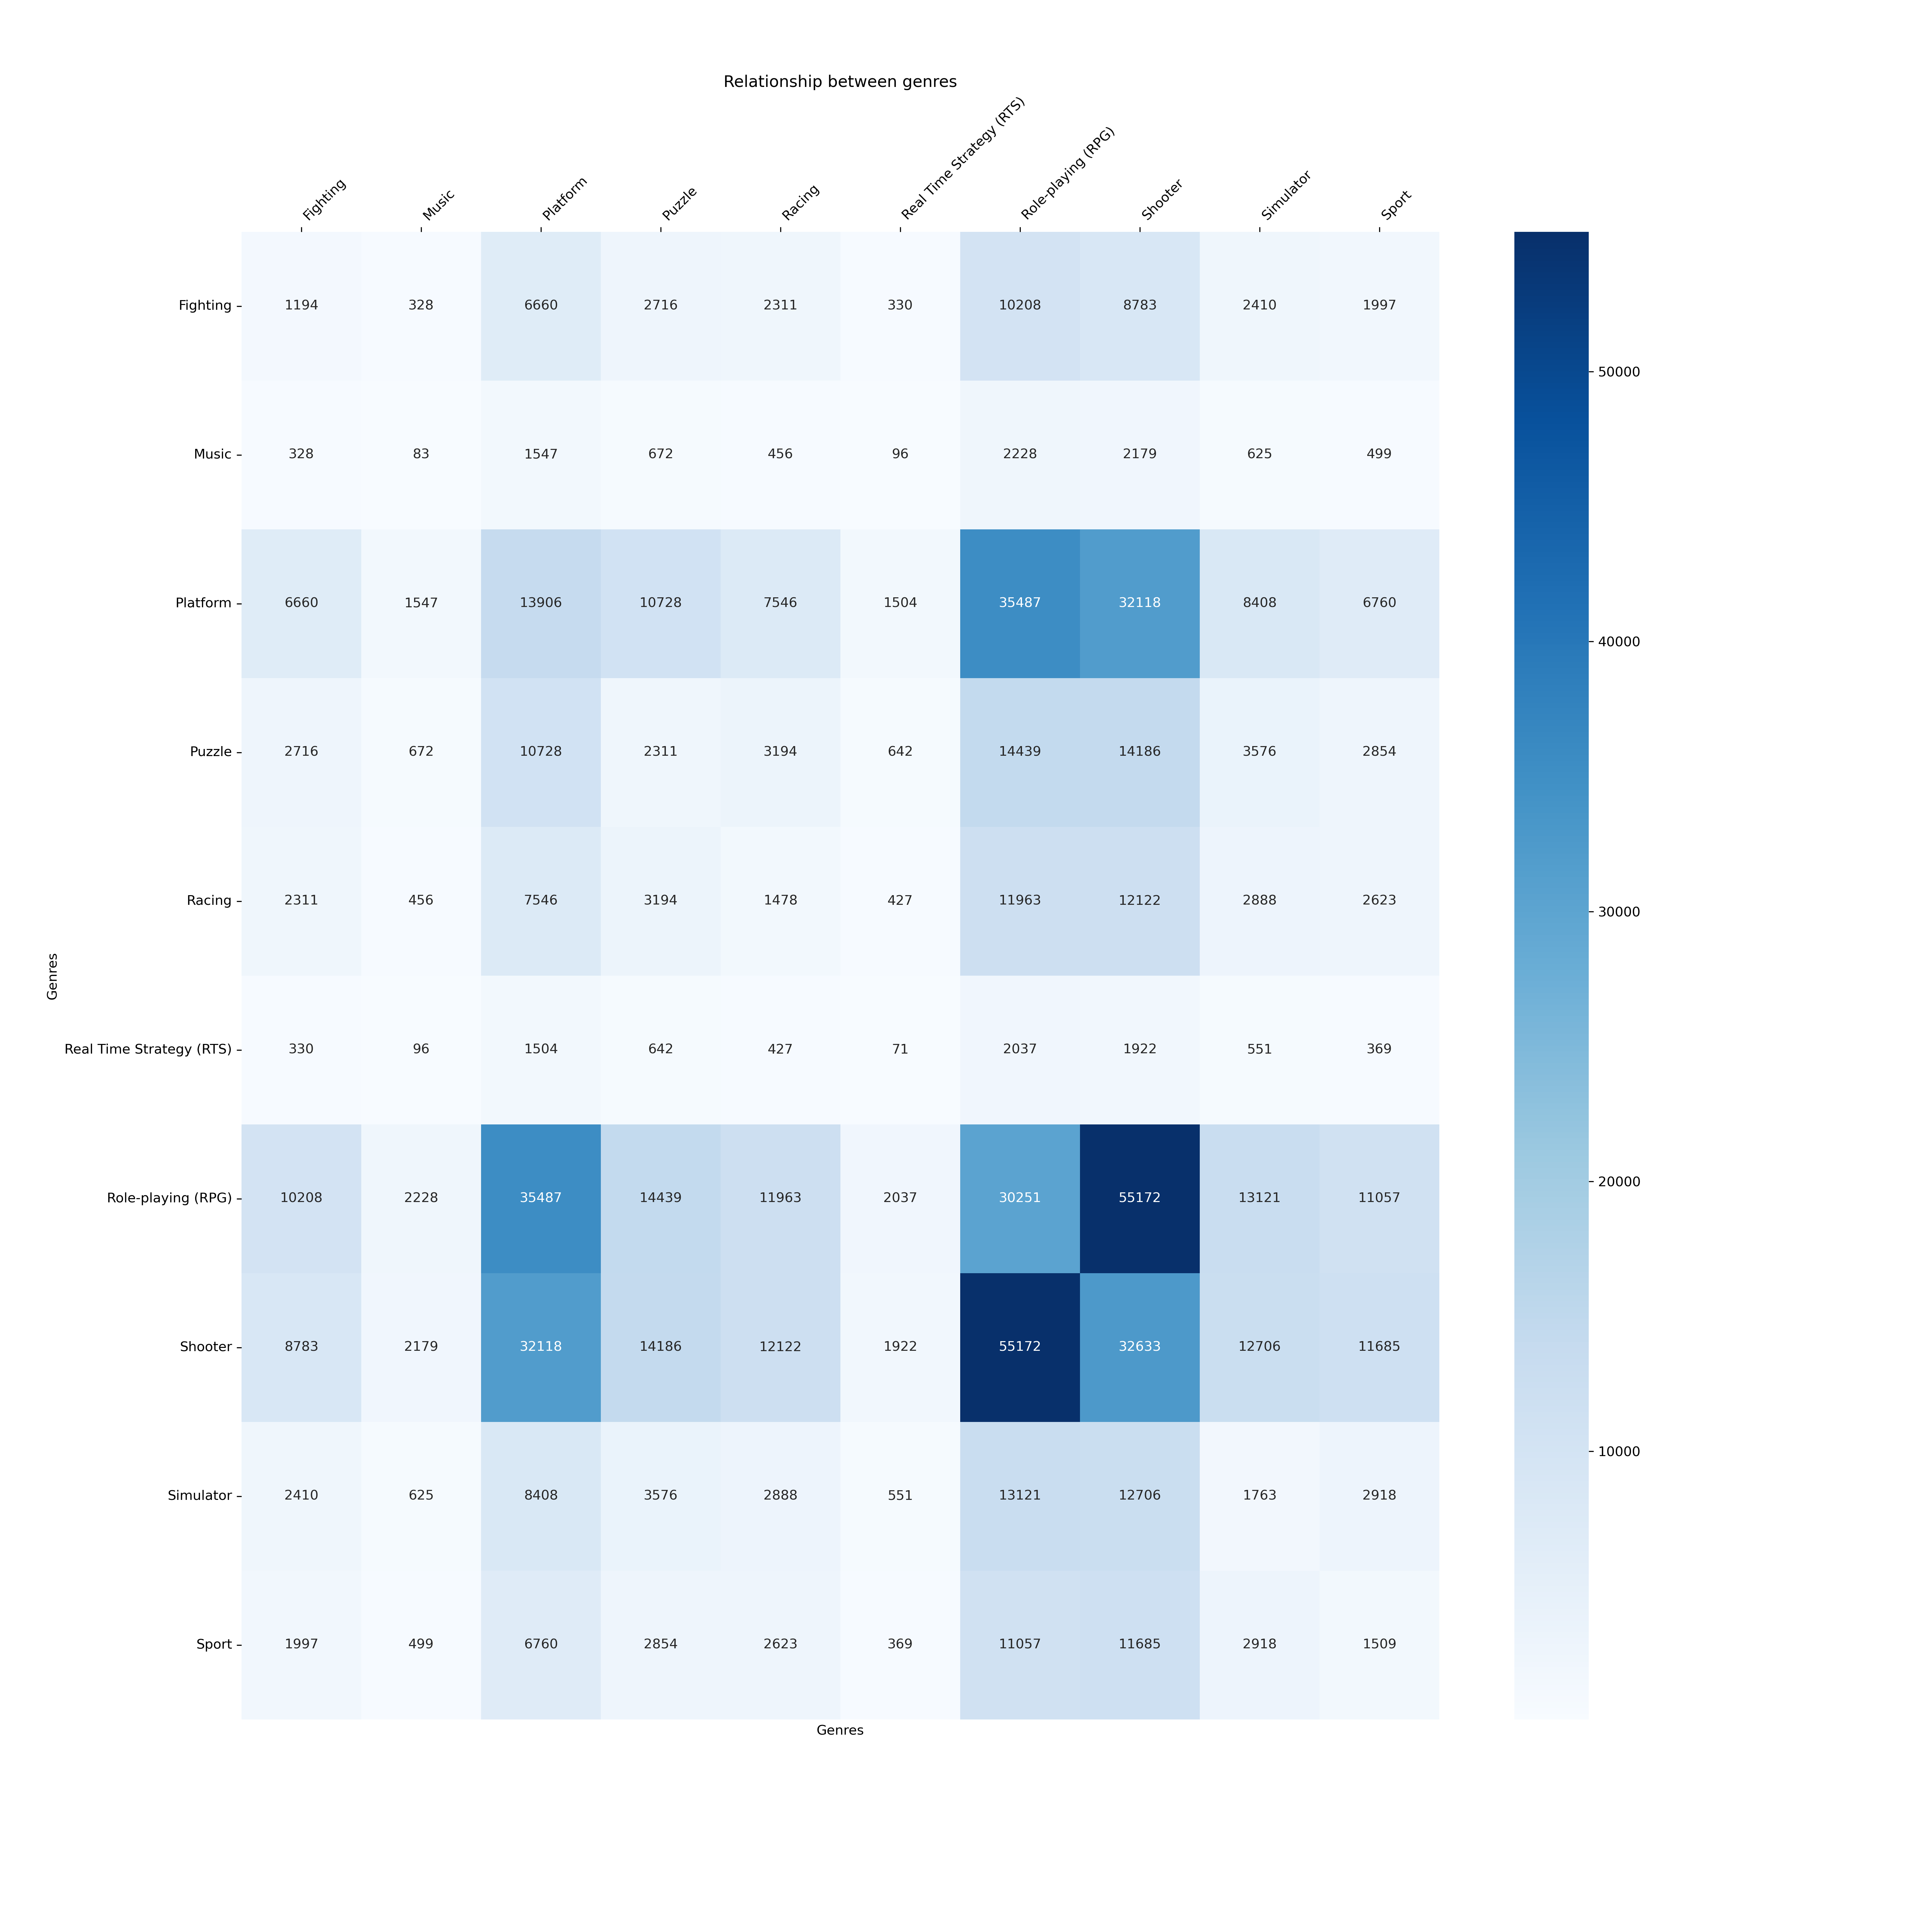 Relationship between genres
Fighting Music Platform Puzzle Racing Real Time Strategy (RTS) Role-playing (RPG) Shooter Simulator Sport
Fighting 1194 328 6660 2716 2311 330 10208 8783 2410 1997
50000
Music 328 83 1547 672 456 96 2228 2179 625 499
Platform 6660 1547 13906 10728 7546 1504 35487 32118 8408 6760
40000
Puzzle 2716 672 10728 2311 3194 642 14439 14186 3576 2854
Racing 2311 456 7546 3194 1478 427 11963 12122 2888 2623
30000
Genres
Real Time Strategy (RTS) 330 96 1504 642 427 71 2037 1922 551 369
20000
Role-playing (RPG) 10208 2228 35487 14439 11963 2037 30251 55172 13121 11057
Shooter 8783 2179 32118 14186 12122 1922 55172 32633 12706 11685
10000
Simulator 2410 625 8408 3576 2888 551 13121 12706 1763 2918
Sport 1997 499 6760 2854 2623 369 11057 11685 2918 1509
Genres